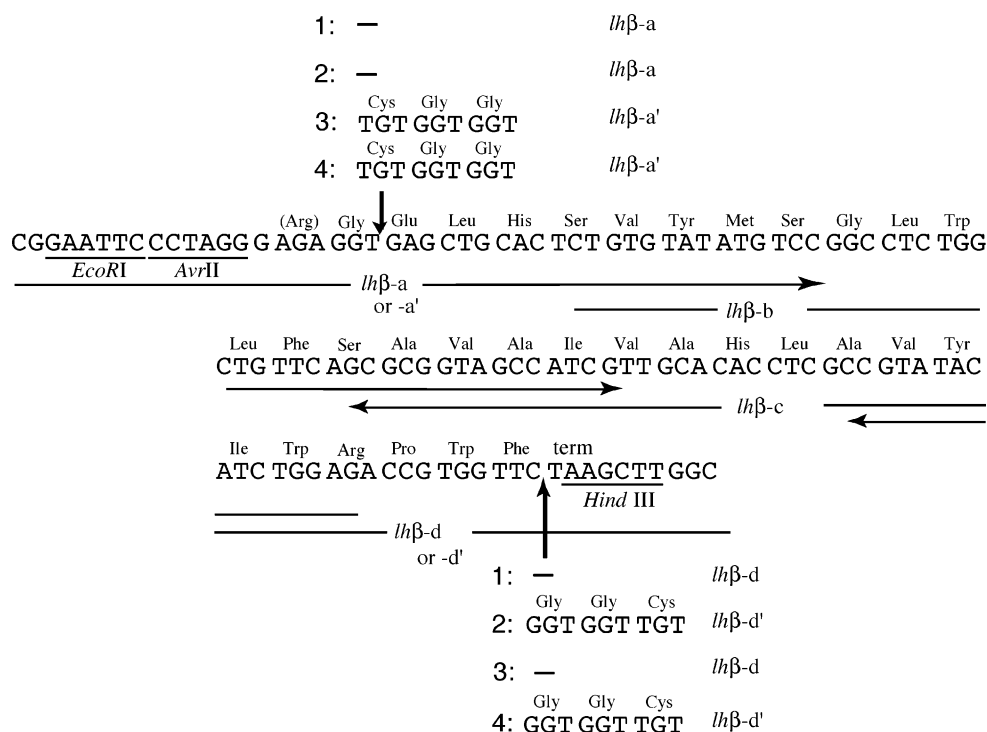 1: – lhβ-a
2: – lhβ-a
Cys Gly Gly
3: TGT GGT GGT lhβ-a'
Cys Gly Gly
4: TGT GGT GGT lhβ-a'
(Arg) Gly Glu Leu His Ser Val Tyr Met Ser Gly Leu Trp
CGGAATTCCCTAGG GAGA GGT GAG CTG CAC TCT GTG TAT ATG TCC GGC CTC TGG
EcoRI AvrII
lhβ-a
or -a'
lhβ-b
Leu Phe Ser Ala Val Ala Ile Val Ala His Leu Ala Val Tyr
CTG TTC AGC GCG GTA GCC ATC GTT GCA CAC CTC GCC GTA TAC
lhβ-c
Ile Trp Arg Pro Trp Phe term
ATC TGG AGA CCG TGG TTC TAAGCTT GGC
Hind III
lhβ-d
or -d'
1: – lhβ-d
Gly Gly Cys
2: GGT GGT TGT lhβ-d'
3: – lhβ-d
Gly Gly Cys
4: GGT GGT TGT lhβ-d'